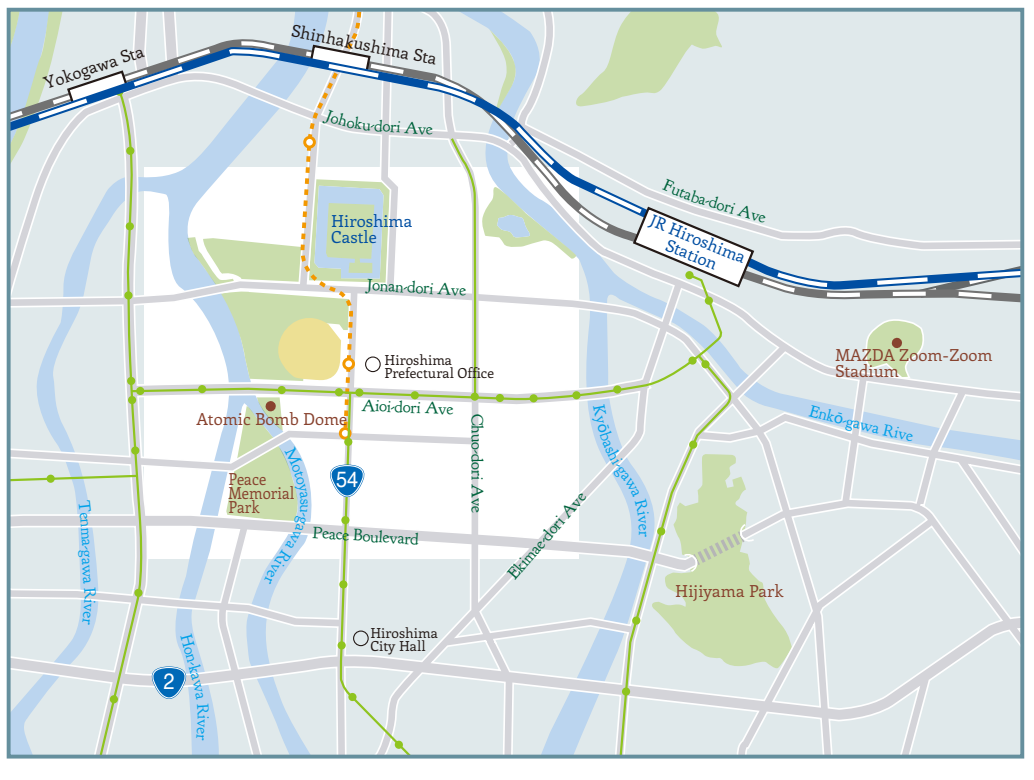 Shinhakushima Sta
Yokogawa Sta
Johoku-dori Ave
Futaba-dori Ave
Hiroshima
Castle
JR Hiroshima
Station
Jonan-dori Ave
Hiroshima
Prefectural Office
MAZDA Zoom-Zoom
Stadium
Atomic Bomb Dome
Aioi-dori Ave
Chuo-dori Ave
Kyōbashi-gawa River
Enkō-gawa Rive
54
Peace
Memorial
Park
Motoyasu-gawa River
Tenma-gawa River
Peace Boulevard
Ekimae-dori Ave
Hijiyama Park
Hiroshima
City Hall
Hon-kawa River
2